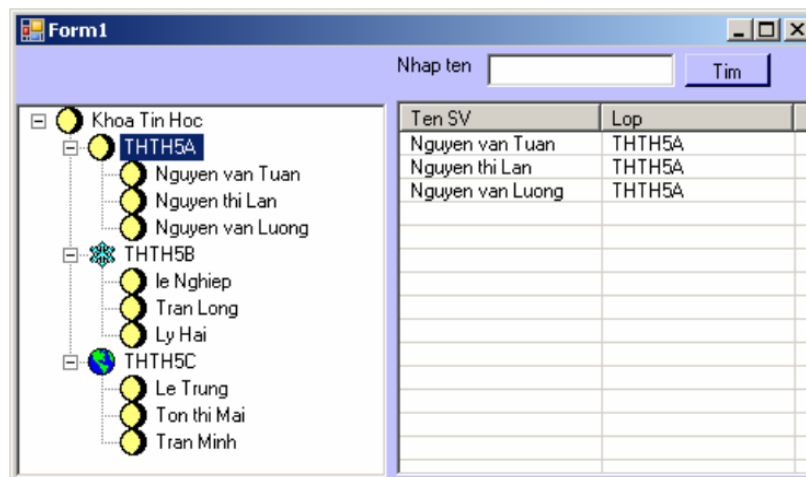 Form1
Nhap ten
Tim
Khoa Tin Hoc
THTH5A
Nguyen van Tuan
Nguyen thi Lan
Nguyen van Luong
THTH5B
le Nghiep
Tran Long
Ly Hai
THTH5C
Le Trung
Ton thi Mai
Tran Minh
Ten SV Lop
Nguyen van Tuan THTH5A
Nguyen thi Lan THTH5A
Nguyen van Luong THTH5A